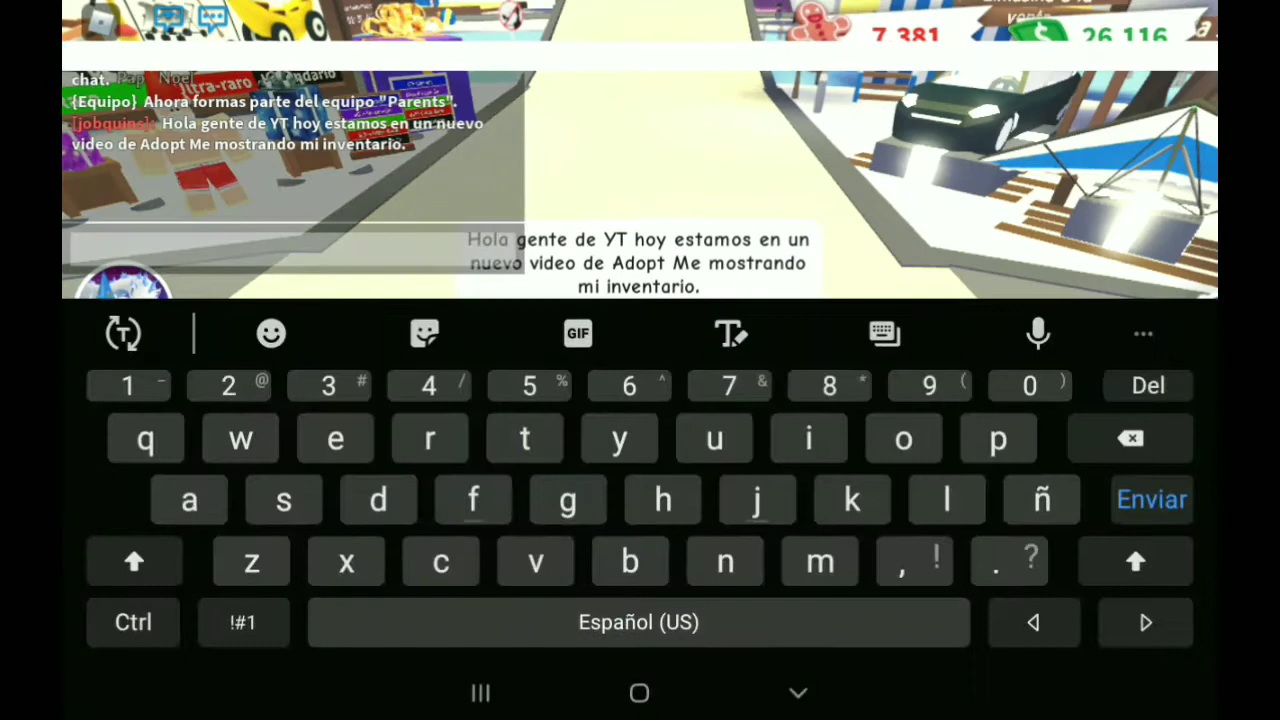 7,381
26,116
chat.
Ultra-raro
{Equipo} Ahora formas parte del equipo "Parents".
[jobquins]: Hola gente de YT hoy estamos en un nuevo
video de Adopt Me mostrando mi inventario.
Hola gente de YT hoy estamos en un
nuevo video de Adopt Me mostrando
mi inventario.
GIF
1 - 2 @ 3 # 4 / 5 % 6 ^ 7 & 8 * 9 ( 0 ) Del
q w e r t y u i o p
a s d f g h j k l ñ Enviar
z x c v b n m , ! . ?
Ctrl !#1 Español (US)